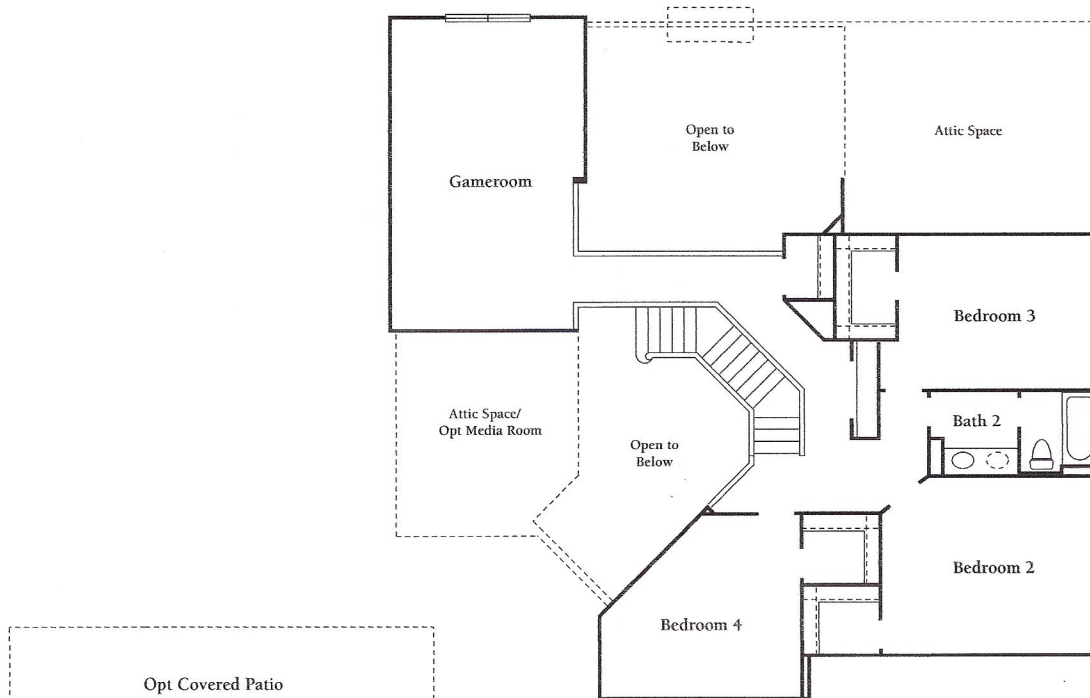 Open to
Below
Attic Space
Gameroom
Bedroom 3
Attic Space/
Opt Media Room
Bath 2
Open to
Below
Bedroom 2
Bedroom 4
Opt Covered Patio